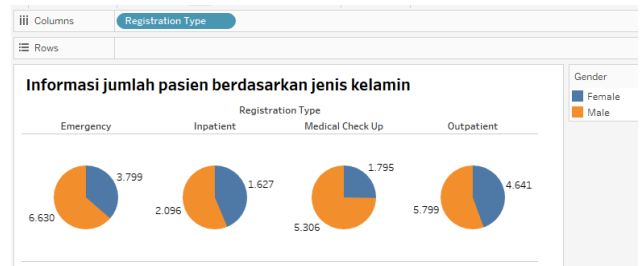 Columns
Registration Type
Rows
Informasi jumlah pasien berdasarkan jenis kelamin
Registration Type
Emergency Inpatient Medical Check Up Outpatient
3.799
6.630
1.627
2.096
1.795
5.306
4.641
5.799
Gender
Female
Male